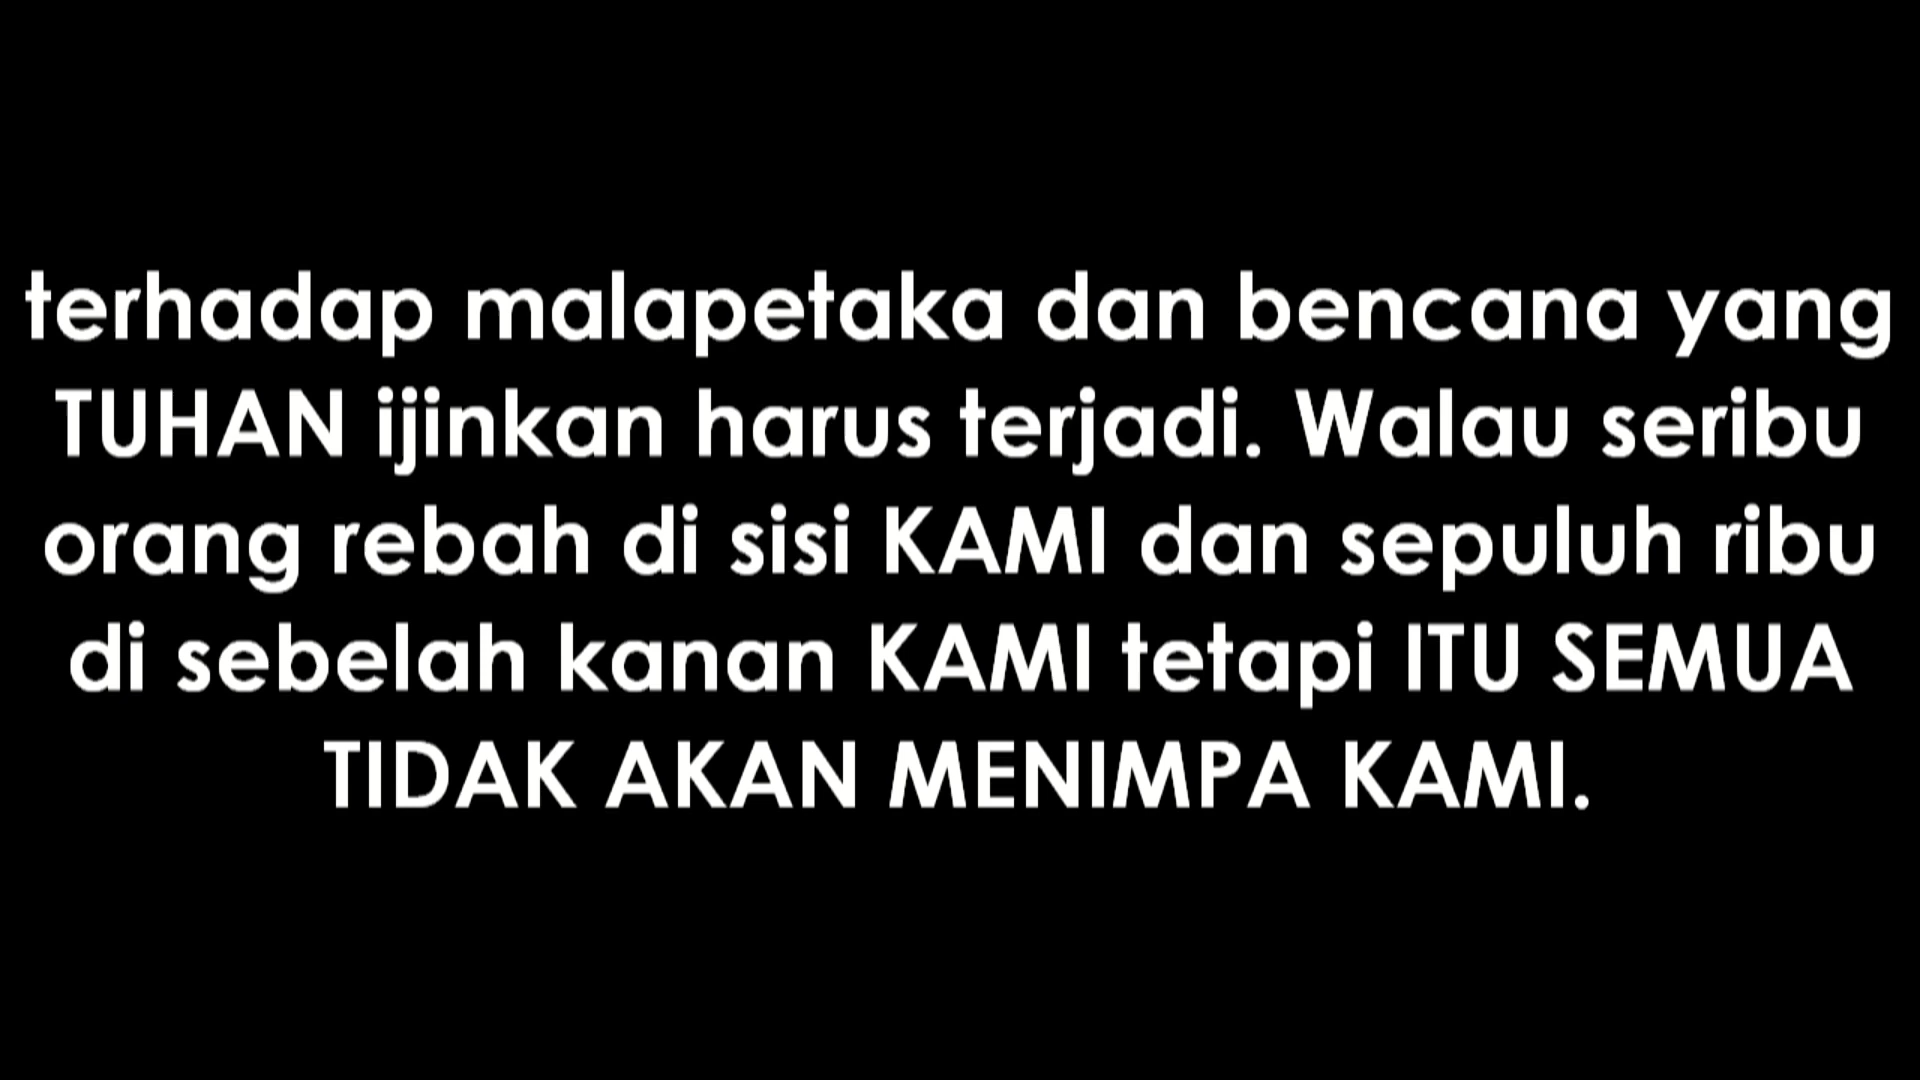 terhadap malapetaka dan bencana yang
TUHAN ijinkan harus terjadi. Walau seribu
orang rebah di sisi KAMI dan sepuluh ribu
di sebelah kanan KAMI tetapi ITU SEMUA
TIDAK AKAN MENIMPA KAMI.